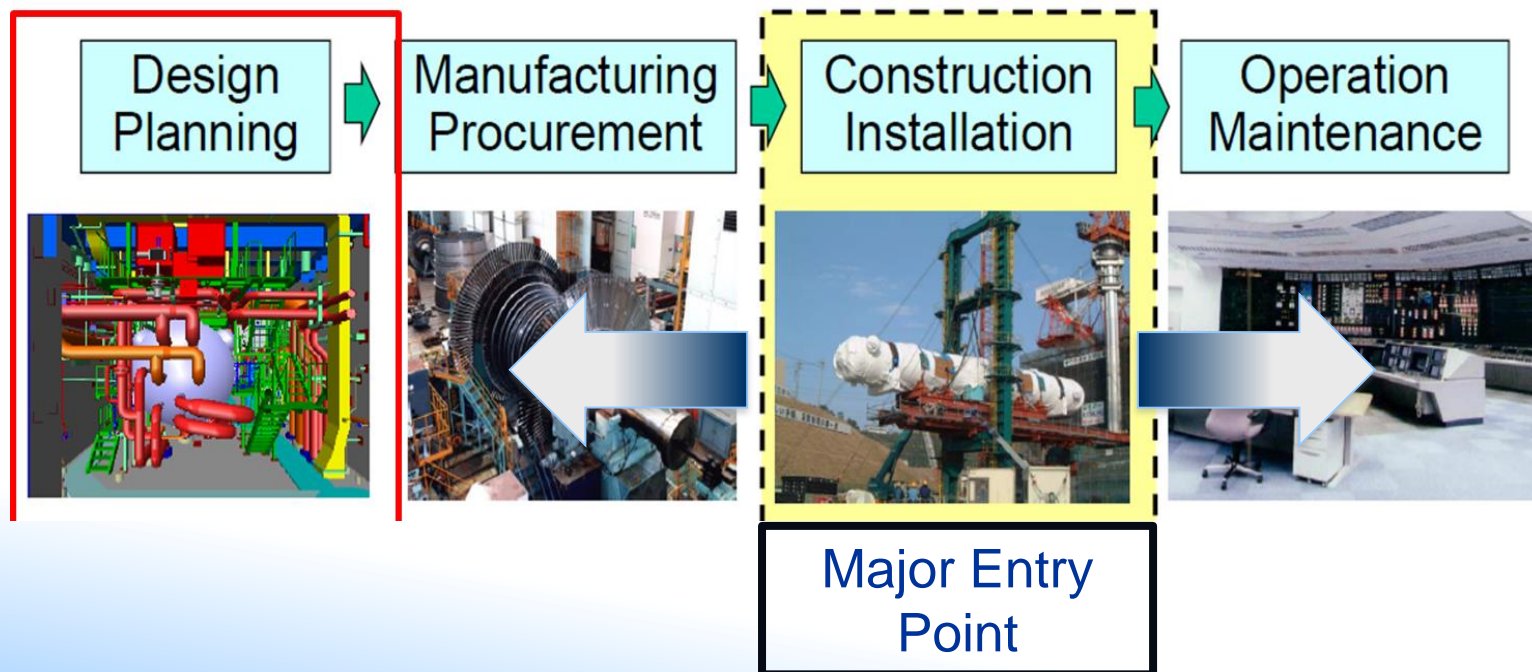 Design
Planning
Manufacturing
Procurement
Construction
Installation
Operation
Maintenance
Major Entry
Point